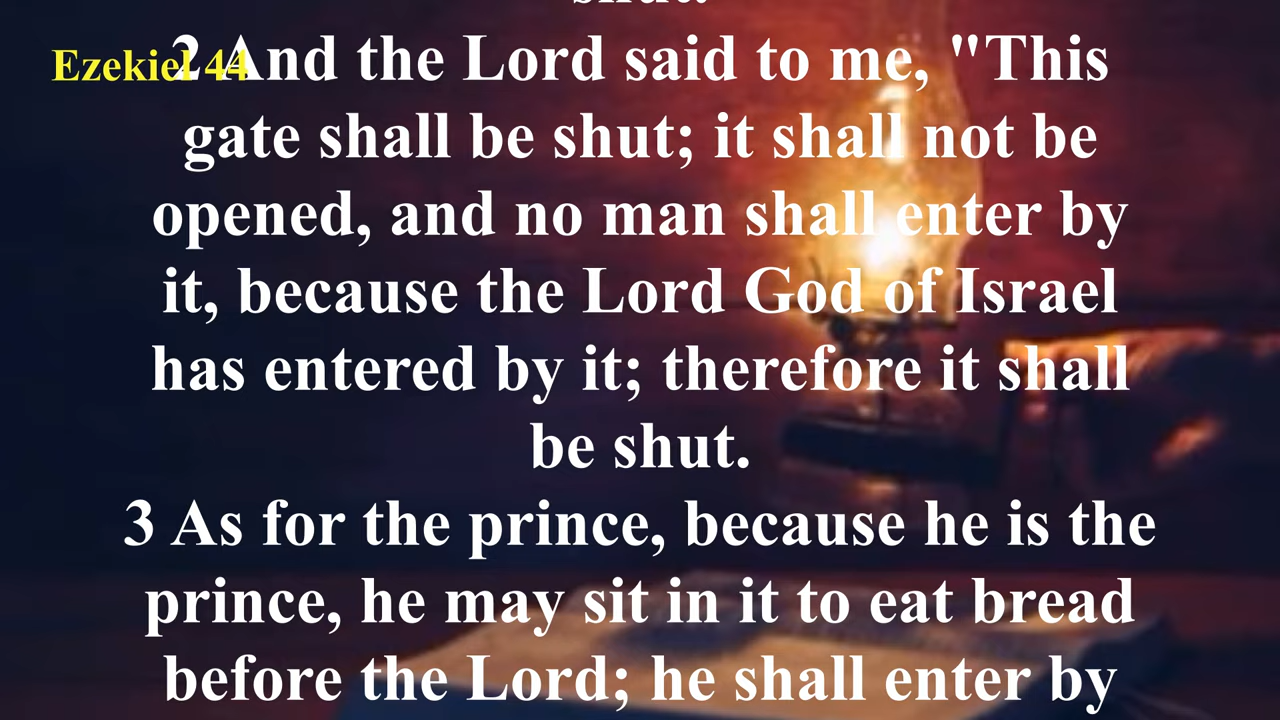 shut.
Ezekiel 44
2 And the Lord said to me, "This
gate shall be shut; it shall not be
opened, and no man shall enter by
it, because the Lord God of Israel
has entered by it; therefore it shall
be shut.
3 As for the prince, because he is the
prince, he may sit in it to eat bread
before the Lord; he shall enter by